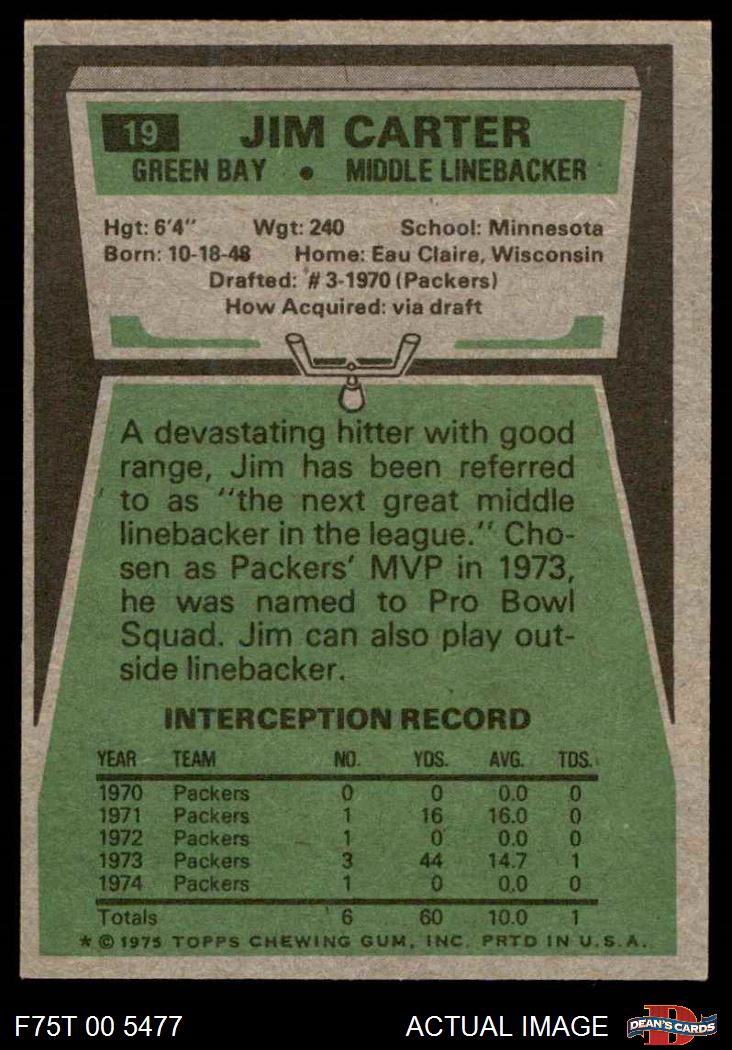 19 JIM CARTER
GREEN BAY • MIDDLE LINEBACKER
Hgt: 6'4" Wgt: 240 School: Minnesota
Born: 10-18-48 Home: Eau Claire, Wisconsin
Drafted: #3-1970 (Packers)
How Acquired: via draft
A devastating hitter with good
range, Jim has been referred
to as "the next great middle
linebacker in the league." Cho-
sen as Packers' MVP in 1973,
he was named to Pro Bowl
Squad. Jim can also play out-
side linebacker.
INTERCEPTION RECORD
YEAR TEAM NO. YDS. AVG. TDS.
1970 Packers 0 0 0.0 0
1971 Packers 1 16 16.0 0
1972 Packers 1 0 0.0 0
1973 Packers 3 44 14.7 1
1974 Packers 1 0 0.0 0
Totals 6 60 10.0 1
* © 1975 TOPPS CHEWING GUM, INC. PRTD IN U.S.A.
F75T 00 5477 ACTUAL IMAGE D DEAN'S CARDS